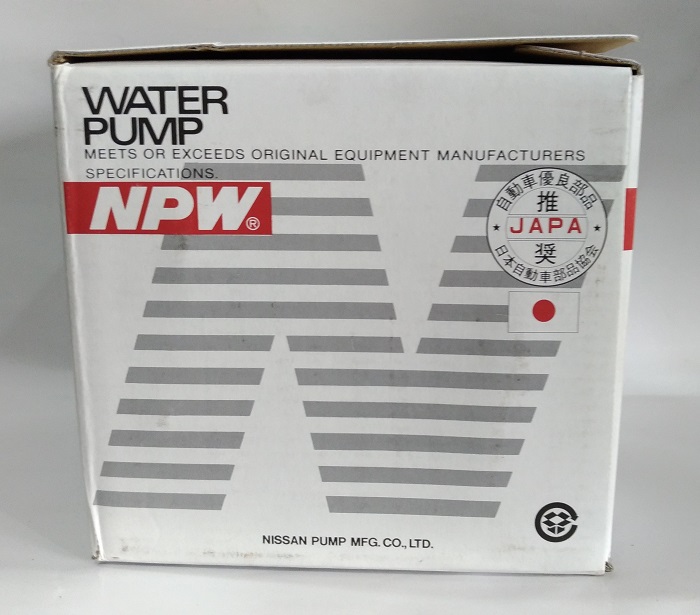 WATER
PUMP
MEETS OR EXCEEDS ORIGINAL EQUIPMENT MANUFACTURERS
SPECIFICATIONS.
NPW®
自動車優良部品
推
★ JAPA ★
奨
日本自動車部品協会
NISSAN PUMP MFG. CO., LTD.